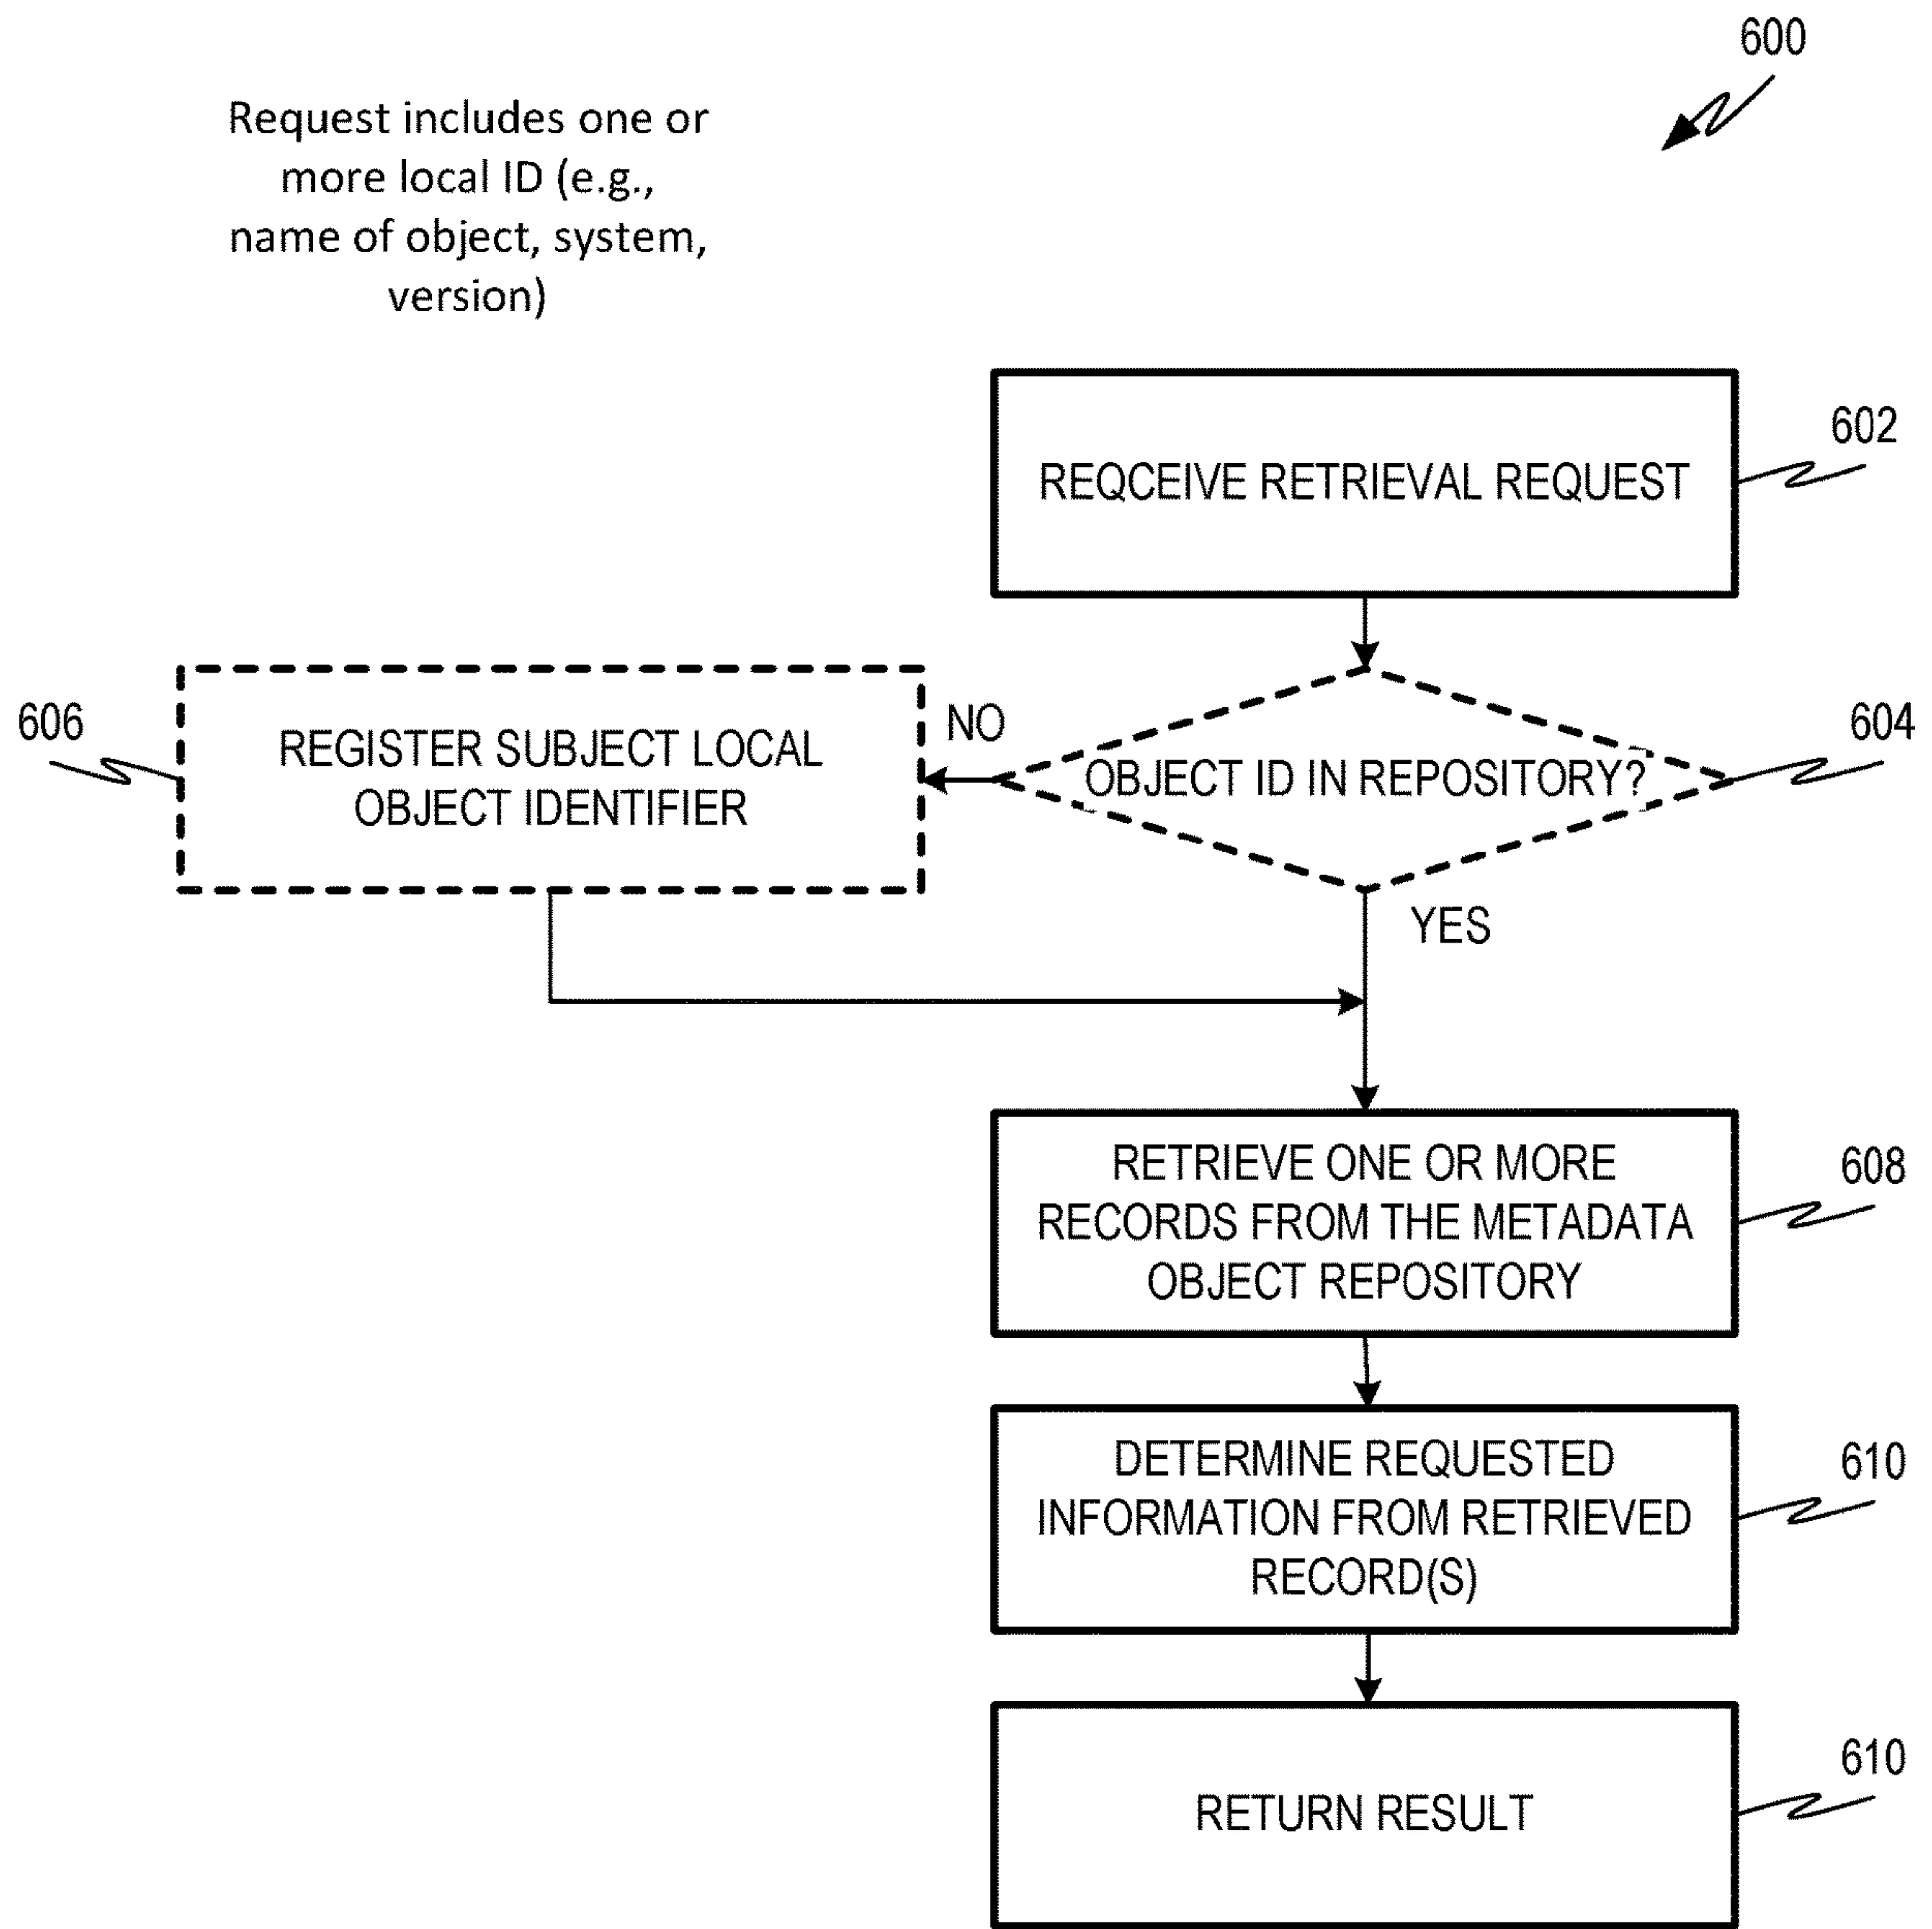 600
Request includes one or
more local ID (e.g.,
name of object, system,
version)
602
REQCEIVE RETRIEVAL REQUEST
606
REGISTER SUBJECT LOCAL
OBJECT IDENTIFIER
NO
OBJECT ID IN REPOSITORY?
604
YES
RETRIEVE ONE OR MORE
RECORDS FROM THE METADATA
OBJECT REPOSITORY
608
DETERMINE REQUESTED
INFORMATION FROM RETRIEVED
RECORD(S)
610
RETURN RESULT
610